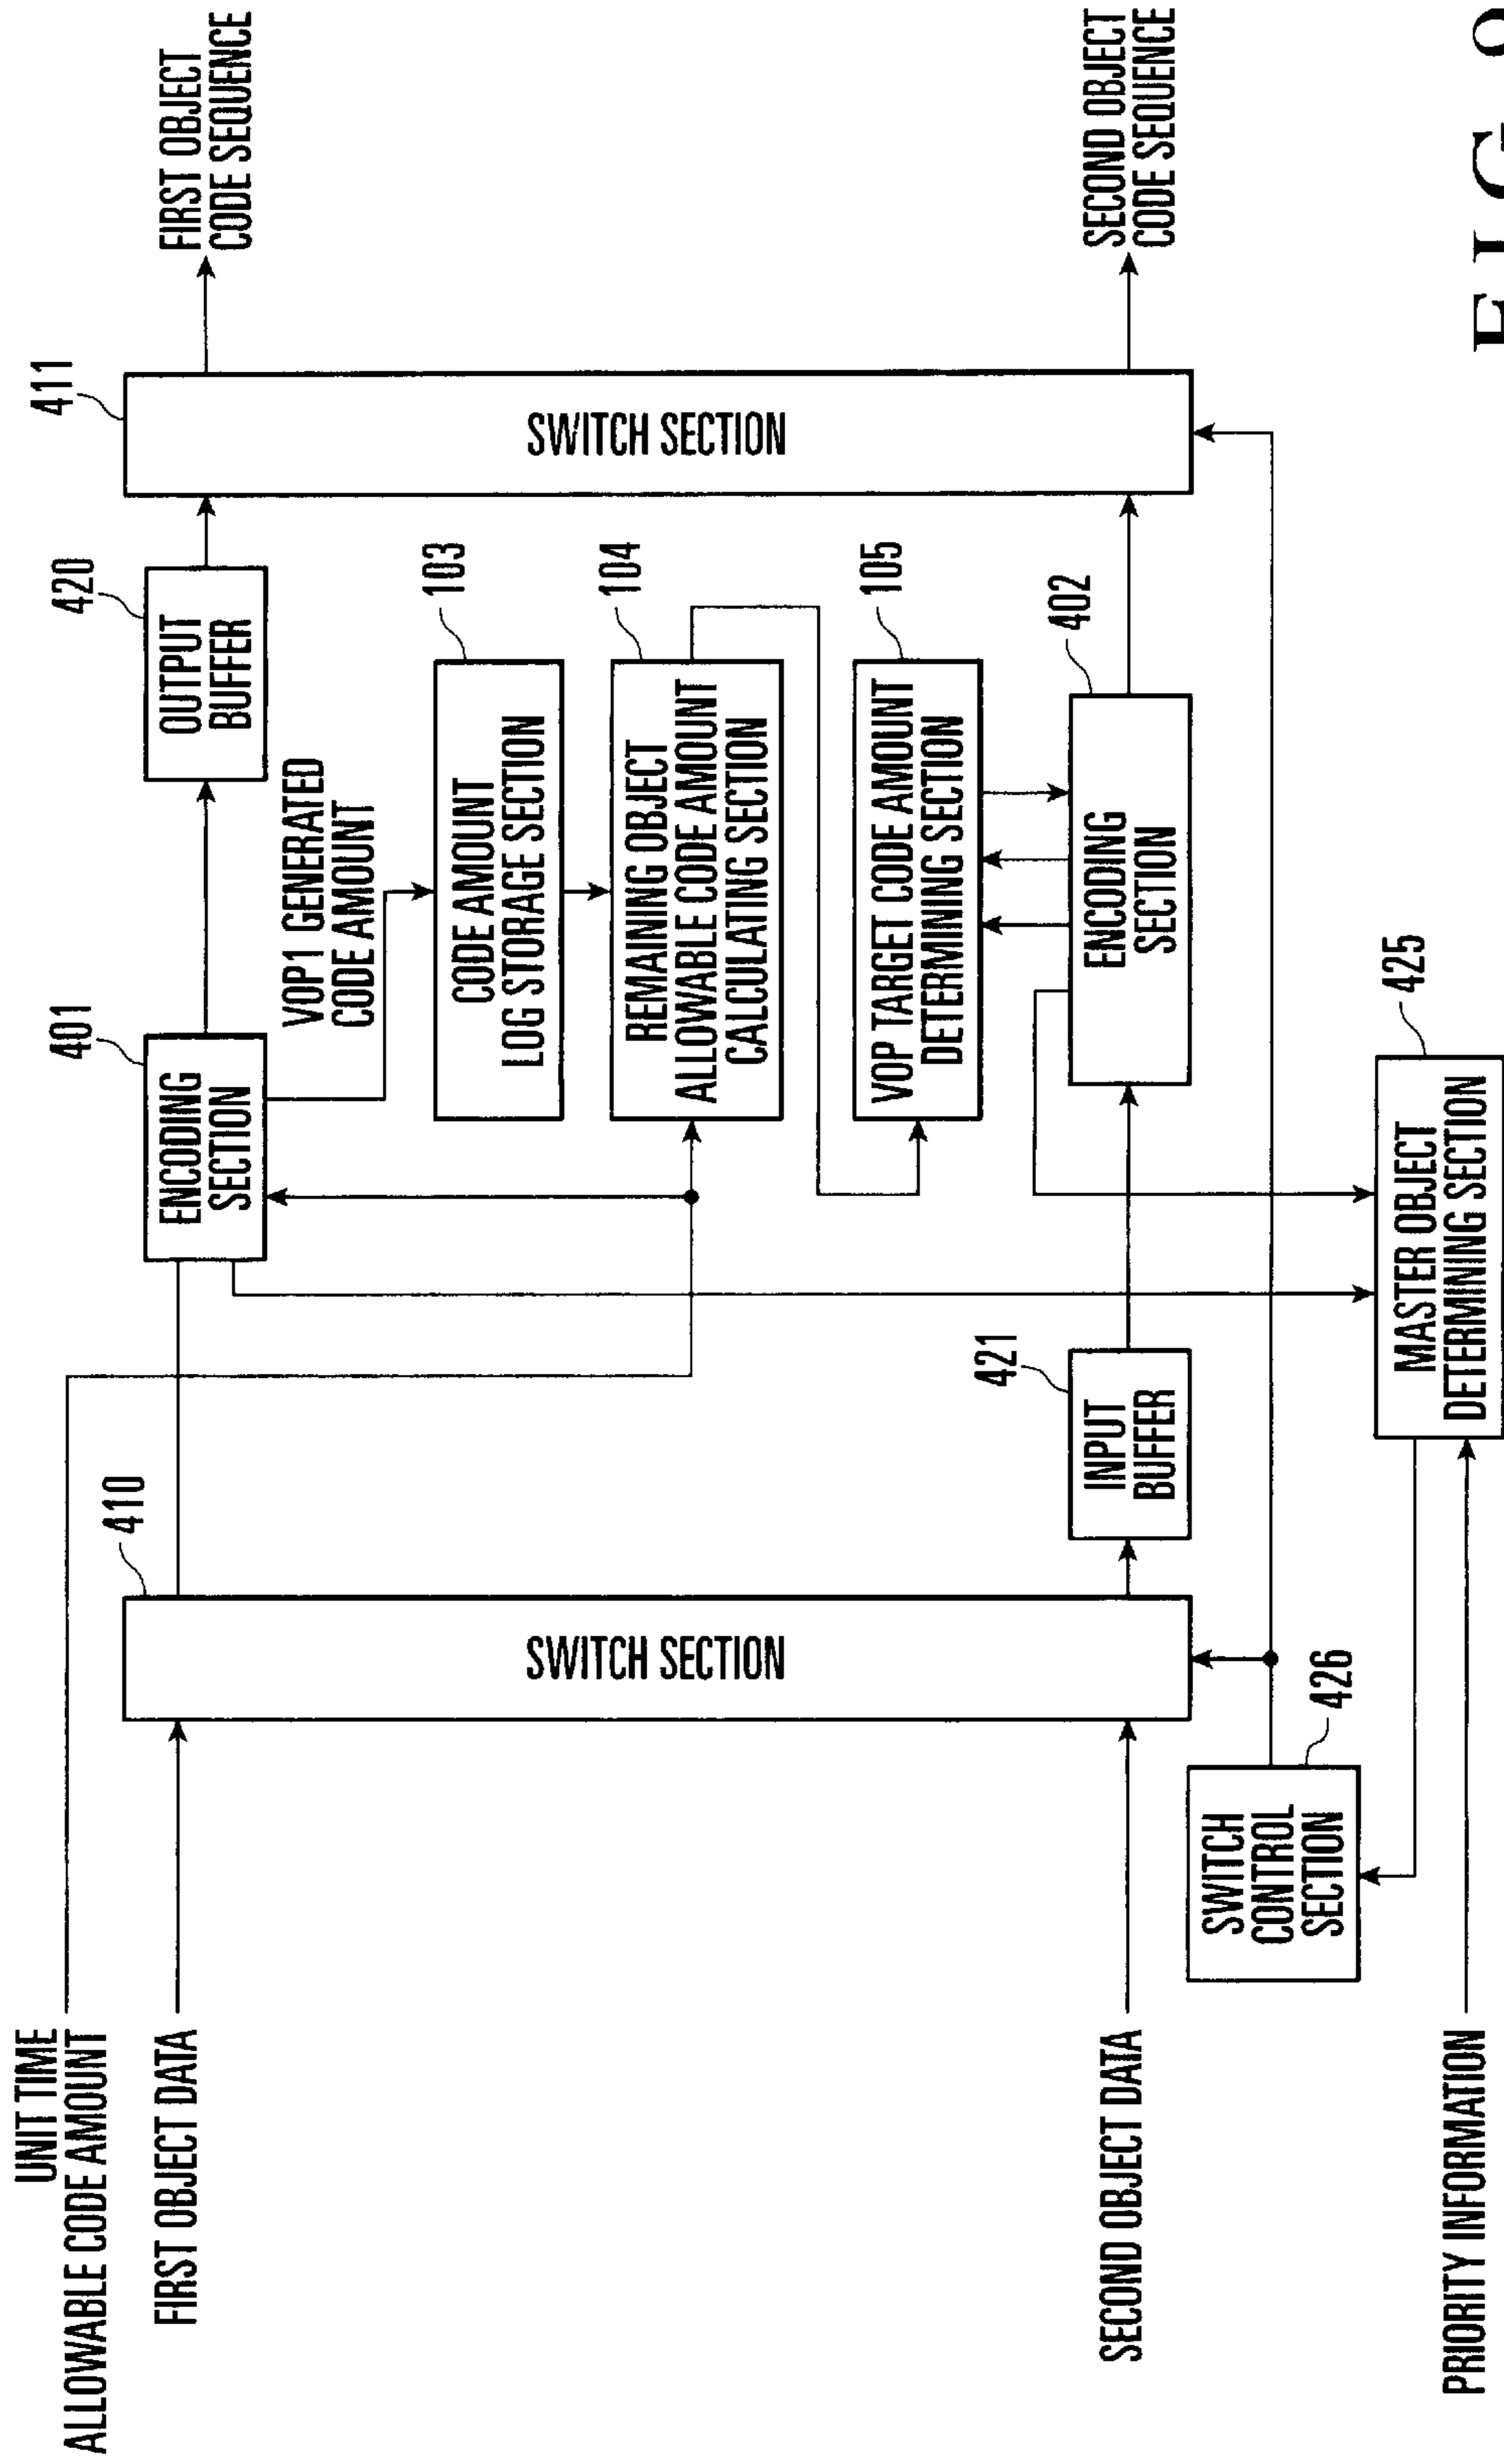 UNIT TIME
ALLOWABLE CODE AMOUNT
FIRST OBJECT DATA
SECOND OBJECT DATA
PRIORITY INFORMATION
410
SWITCH SECTION
SWITCH
CONTROL
SECTION
426
421
INPUT
BUFFER
401
ENCODING
SECTION
VOP1 GENERATED
CODE AMOUNT
420
OUTPUT
BUFFER
103
CODE AMOUNT
LOG STORAGE SECTION
104
REMAINING OBJECT
ALLOWABLE CODE AMOUNT
CALCULATING SECTION
105
VOP TARGET CODE AMOUNT
DETERMINING SECTION
402
ENCODING
SECTION
425
MASTER OBJECT
DETERMINING SECTION
411
SWITCH SECTION
FIRST OBJECT
CODE SEQUENCE
SECOND OBJECT
CODE SEQUENCE